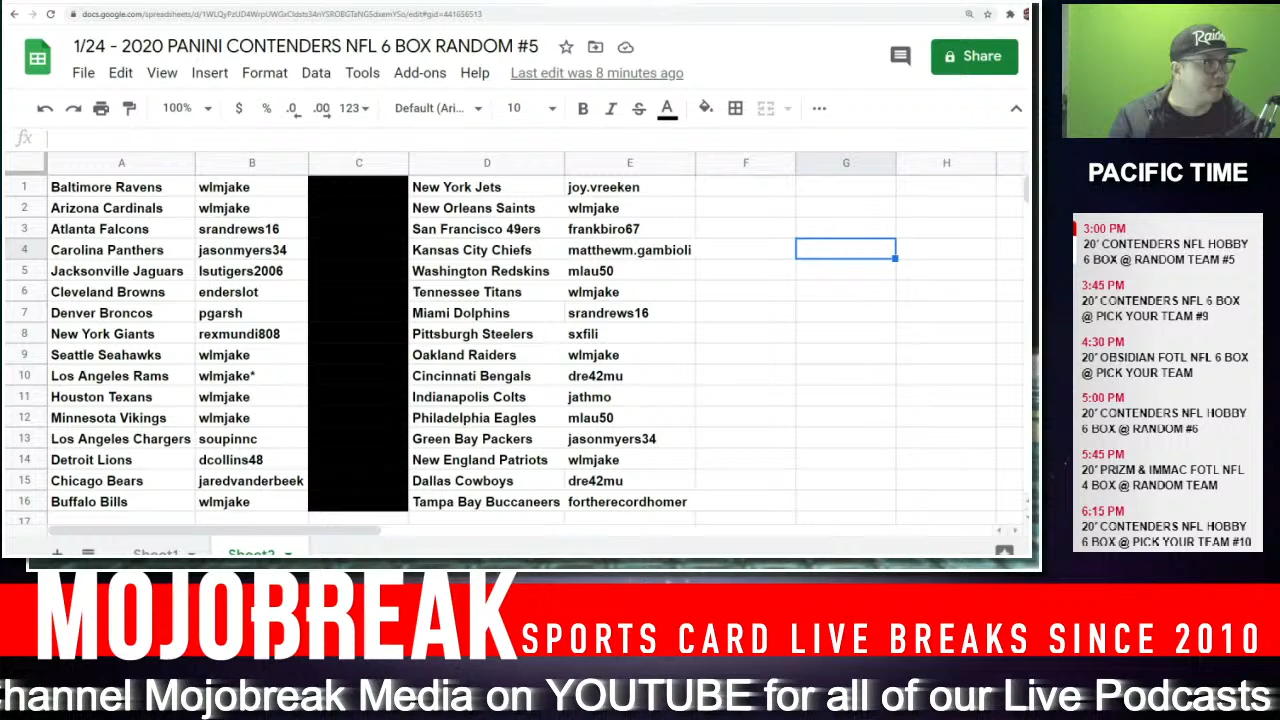 docs.google.com/spreadsheets/d/
1/24 - 2020 PANINI CONTENDERS NFL 6 BOX RANDOM #5
File Edit View Insert Format Data Tools Add-ons Help Last edit was 8 minutes ago
Share
100% $ % .0 .00 123 Default (Ari... 10 B I S A
fx
A B C D E F G H
1 Baltimore Ravens wlmjake New York Jets joy.vreeken
2 Arizona Cardinals wlmjake New Orleans Saints wlmjake
3 Atlanta Falcons srandrews16 San Francisco 49ers frankbiro67
4 Carolina Panthers jasonmyers34 Kansas City Chiefs matthewm.gambioli
5 Jacksonville Jaguars lsutigers2006 Washington Redskins mlau50
6 Cleveland Browns enderslot Tennessee Titans wlmjake
7 Denver Broncos pgarsh Miami Dolphins srandrews16
8 New York Giants rexmundi808 Pittsburgh Steelers sxfili
9 Seattle Seahawks wlmjake Oakland Raiders wlmjake
10 Los Angeles Rams wlmjake* Cincinnati Bengals dre42mu
11 Houston Texans wlmjake Indianapolis Colts jathmo
12 Minnesota Vikings wlmjake Philadelphia Eagles mlau50
13 Los Angeles Chargers soupinnc Green Bay Packers jasonmyers34
14 Detroit Lions dcollins48 New England Patriots wlmjake
15 Chicago Bears jaredvanderbeek Dallas Cowboys dre42mu
16 Buffalo Bills wlmjake Tampa Bay Buccaneers fortherecordhomer
17
Sheet1 Sheet2
PACIFIC TIME
3:00 PM
20' CONTENDERS NFL HOBBY
6 BOX @ RANDOM TEAM #5
3:45 PM
20' CONTENDERS NFL 6 BOX
@ PICK YOUR TEAM #9
4:30 PM
20' OBSIDIAN FOTL NFL 6 BOX
@ PICK YOUR TEAM
5:00 PM
20' CONTENDERS NFL HOBBY
6 BOX @ RANDOM #6
5:45 PM
20' PRIZM & IMMAC FOTL NFL
4 BOX @ RANDOM TEAM
6:15 PM
20' CONTENDERS NFL HOBBY
6 BOX @ PICK YOUR TEAM #10
MOJOBREAK
SPORTS CARD LIVE BREAKS SINCE 2010
Channel Mojobreak Media on YOUTUBE for all of our Live Podcasts